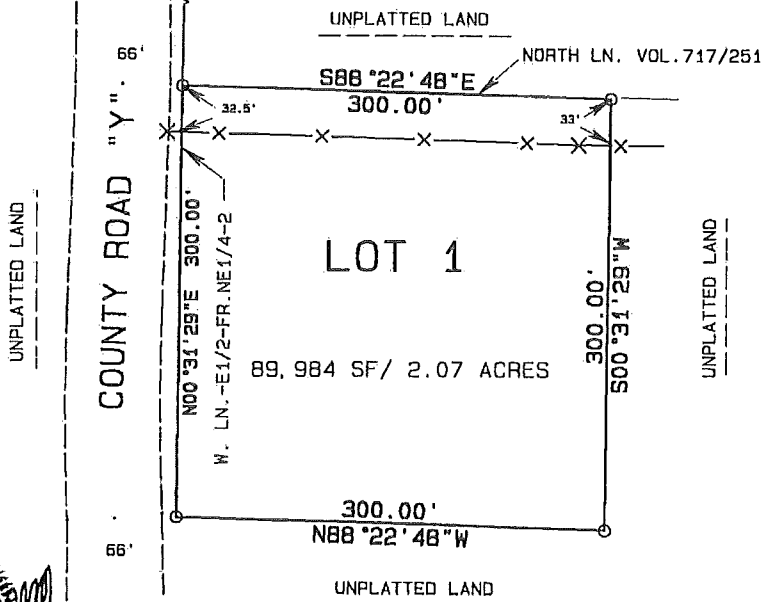 UNPLATTED LAND
66'
NORTH LN. VOL.717/251
S88°22'48"E
300.00'
32.5'
33'
COUNTY ROAD "Y".
UNPLATTED LAND
N00°31'29"E 300.00'
W. LN.-E1/2-FR.NE1/4-2
LOT 1
89,984 SF/ 2.07 ACRES
300.00'
S00°31'29"W
UNPLATTED LAND
300.00'
N88°22'48"W
66'
UNPLATTED LAND